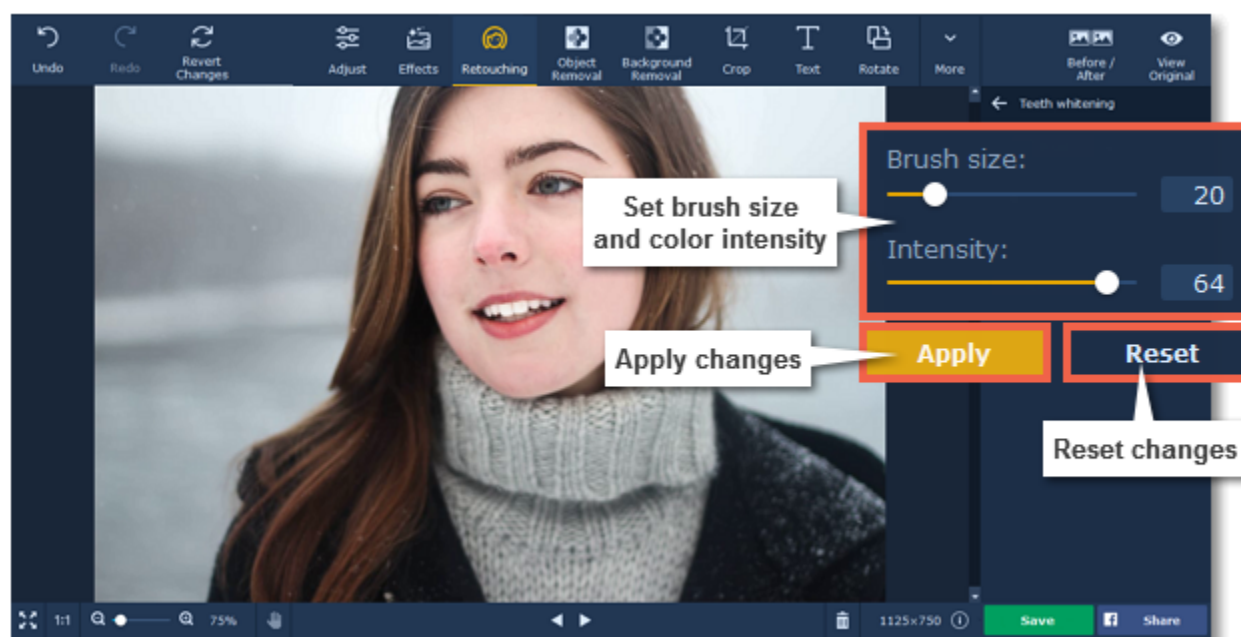 Undo
Redo
Revert
Changes
Adjust
Effects
Retouching
Object
Removal
Background
Removal
Crop
Text
Rotate
More
Before /
After
View
Original
Teeth whitening
Brush size:
20
Set brush size
and color intensity
Intensity:
64
Apply changes
Apply
Reset
Reset changes
1:1
75%
1125×750
Save
Share